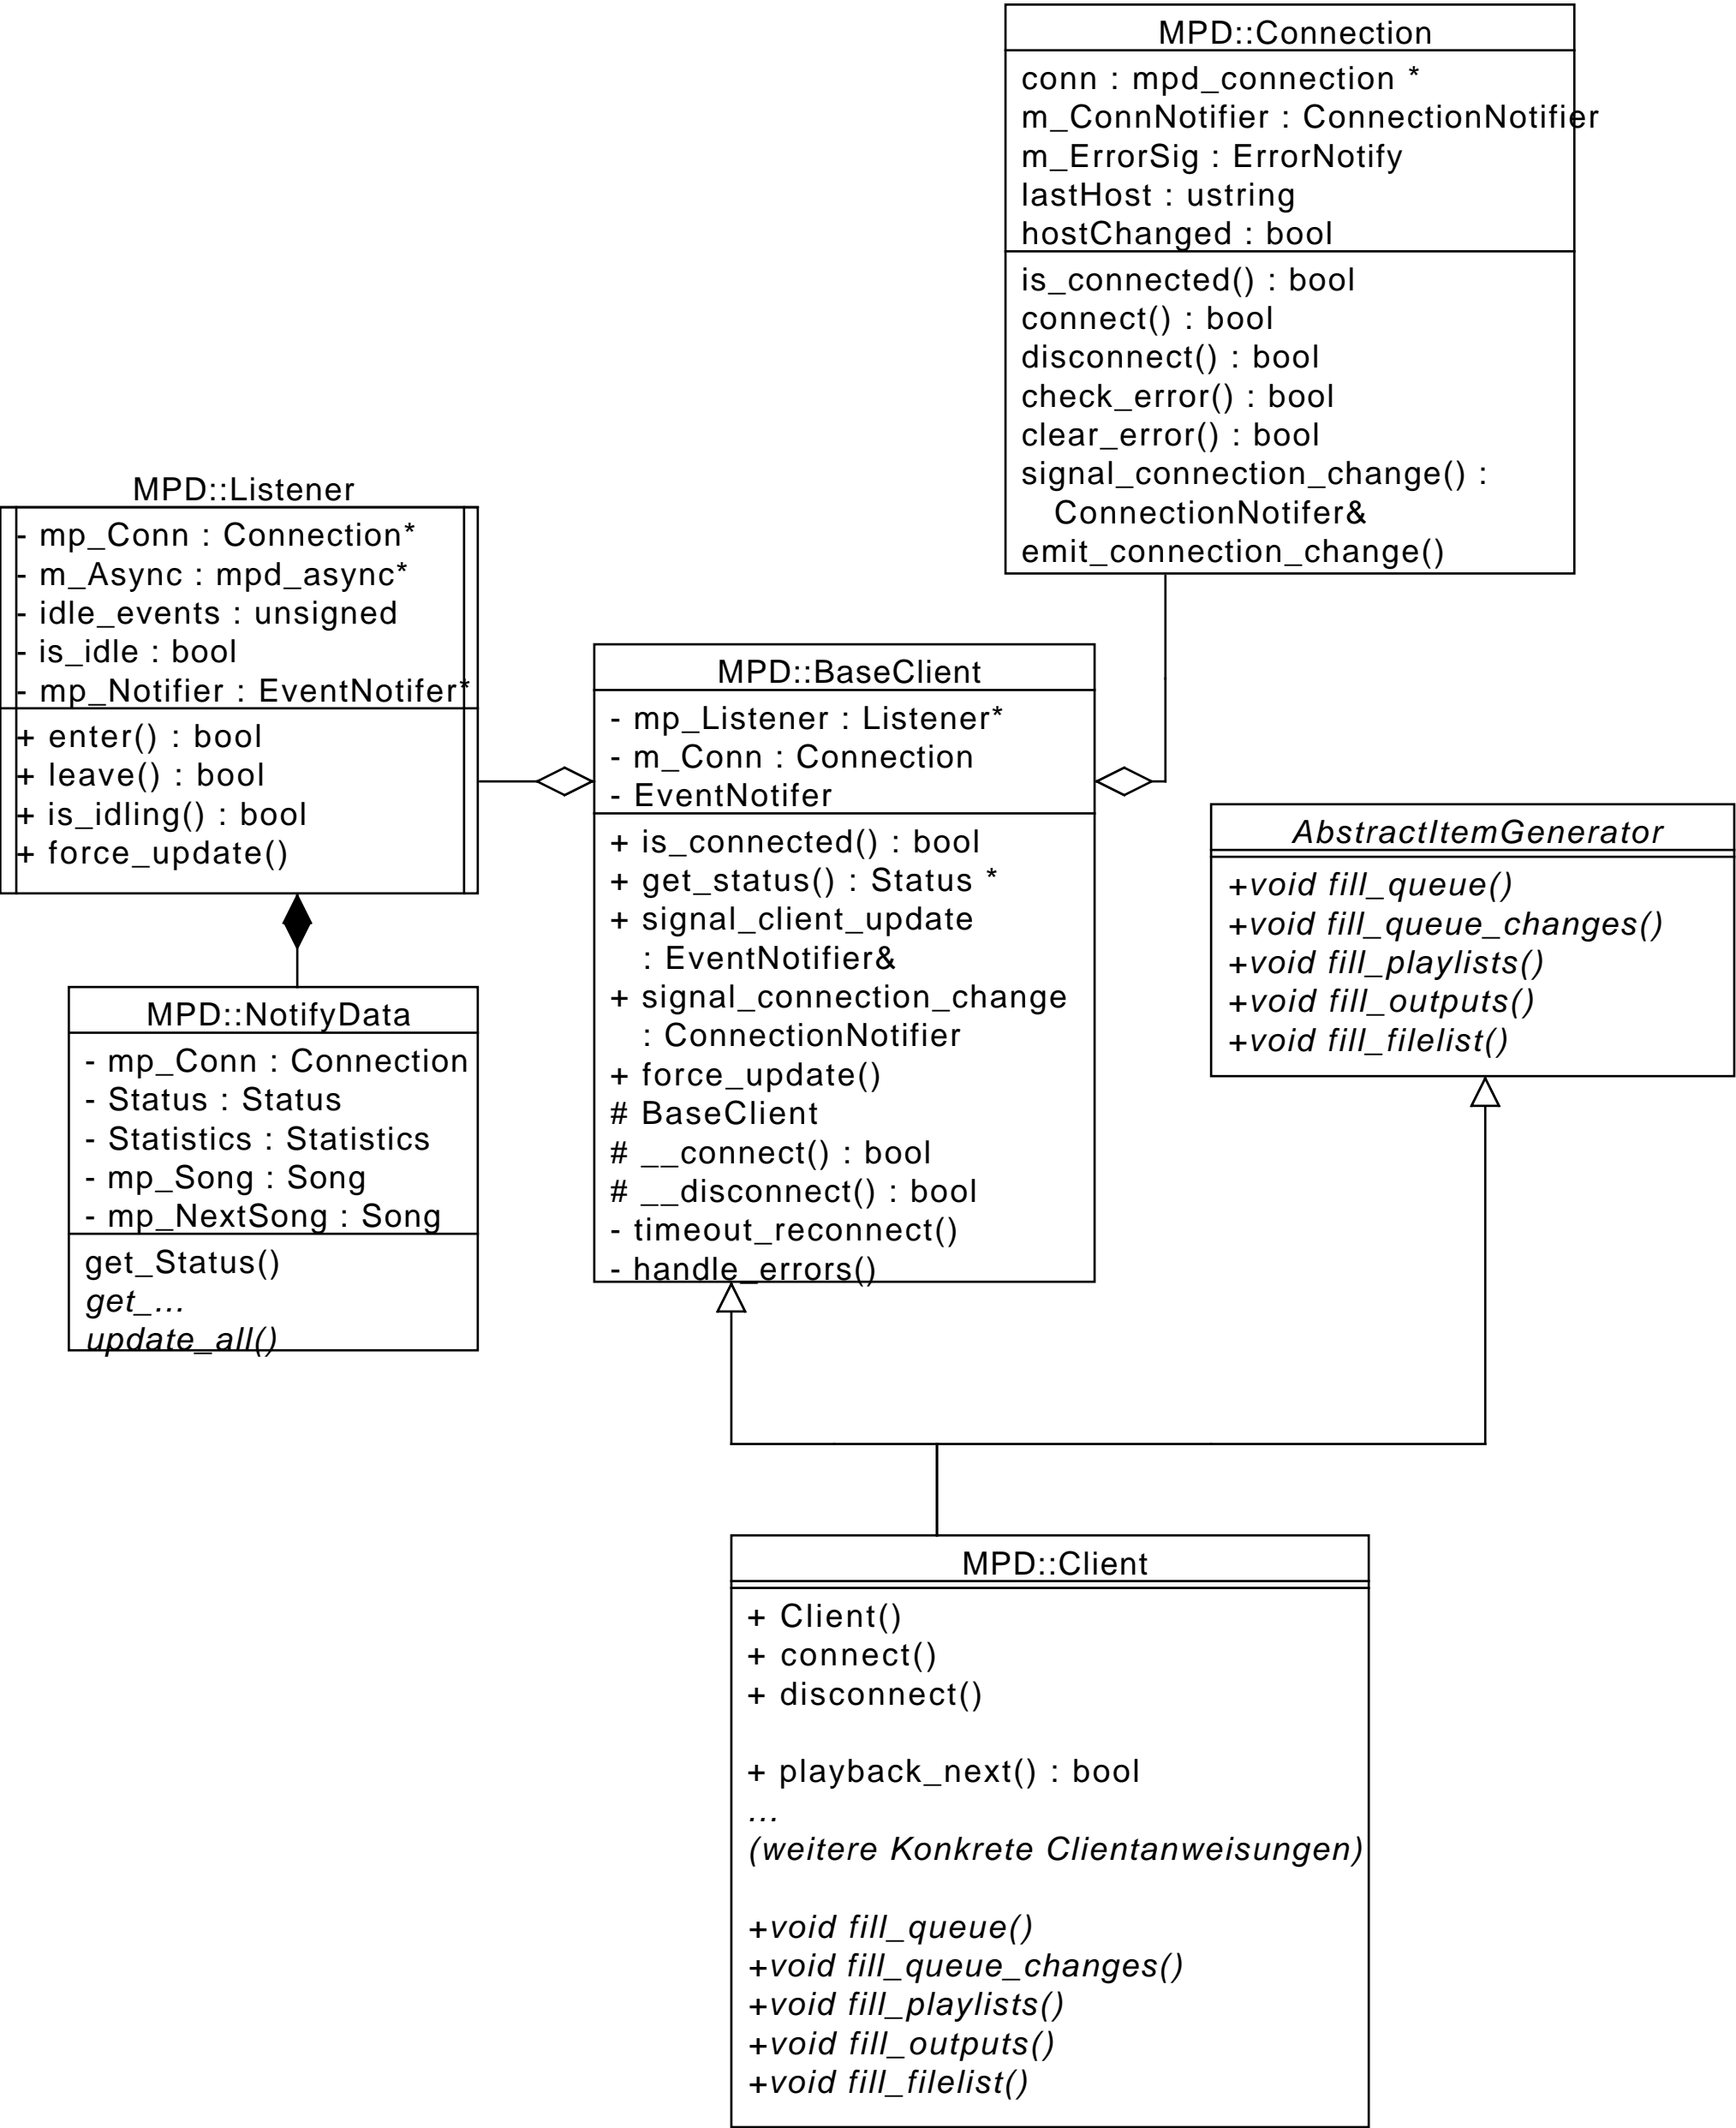 MPD::Connection
conn : mpd_connection *
m_ConnNotifier : ConnectionNotifier
m_ErrorSig : ErrorNotify
lastHost : ustring
hostChanged : bool
is_connected() : bool
connect() : bool
disconnect() : bool
check_error() : bool
clear_error() : bool
signal_connection_change() :
ConnectionNotifer&
emit_connection_change()
MPD::Listener
- mp_Conn : Connection*
- m_Async : mpd_async*
- idle_events : unsigned
- is_idle : bool
- mp_Notifier : EventNotifer*
+ enter() : bool
+ leave() : bool
+ is_idling() : bool
+ force_update()
MPD::BaseClient
- mp_Listener : Listener*
- m_Conn : Connection
- EventNotifer
+ is_connected() : bool
+ get_status() : Status *
+ signal_client_update
: EventNotifier&
+ signal_connection_change
: ConnectionNotifier
+ force_update()
# BaseClient
# __connect() : bool
# __disconnect() : bool
- timeout_reconnect()
- handle_errors()
AbstractItemGenerator
+void fill_queue()
+void fill_queue_changes()
+void fill_playlists()
+void fill_outputs()
+void fill_filelist()
MPD::NotifyData
- mp_Conn : Connection
- Status : Status
- Statistics : Statistics
- mp_Song : Song
- mp_NextSong : Song
get_Status()
get_...
update_all()
MPD::Client
+ Client()
+ connect()
+ disconnect()
+ playback_next() : bool
...
(weitere Konkrete Clientanweisungen)
+void fill_queue()
+void fill_queue_changes()
+void fill_playlists()
+void fill_outputs()
+void fill_filelist()